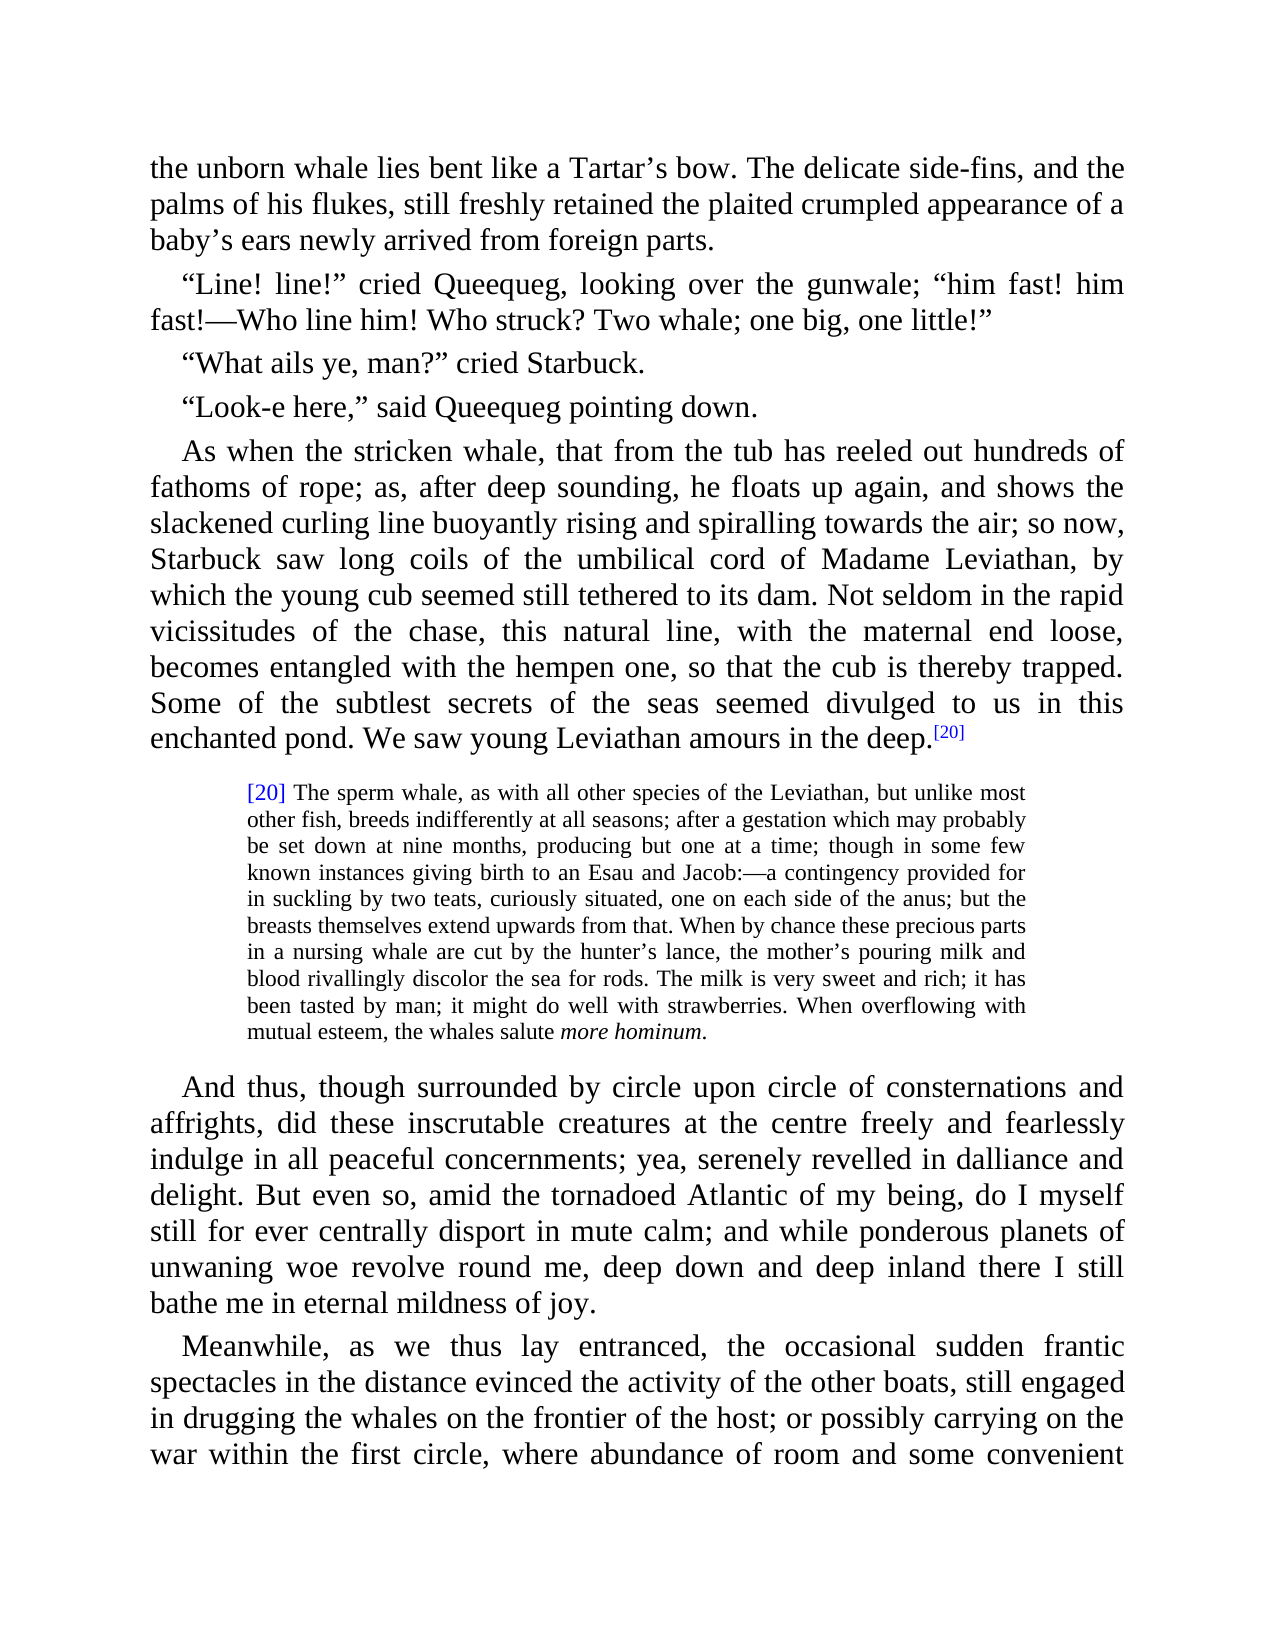 the unborn whale lies bent like a Tartar’s bow. The delicate side-fins, and the
palms of his flukes, still freshly retained the plaited crumpled appearance of a
baby’s ears newly arrived from foreign parts.
“Line! line!” cried Queequeg, looking over the gunwale; “him fast! him
fast!—Who line him! Who struck? Two whale; one big, one little!”
“What ails ye, man?” cried Starbuck.
“Look-e here,” said Queequeg pointing down.
As when the stricken whale, that from the tub has reeled out hundreds of
fathoms of rope; as, after deep sounding, he floats up again, and shows the
slackened curling line buoyantly rising and spiralling towards the air; so now,
Starbuck saw long coils of the umbilical cord of Madame Leviathan, by
which the young cub seemed still tethered to its dam. Not seldom in the rapid
vicissitudes of the chase, this natural line, with the maternal end loose,
becomes entangled with the hempen one, so that the cub is thereby trapped.
Some of the subtlest secrets of the seas seemed divulged to us in this
enchanted pond. We saw young Leviathan amours in the deep.[20]
[20] The sperm whale, as with all other species of the Leviathan, but unlike most
other fish, breeds indifferently at all seasons; after a gestation which may probably
be set down at nine months, producing but one at a time; though in some few
known instances giving birth to an Esau and Jacob:—a contingency provided for
in suckling by two teats, curiously situated, one on each side of the anus; but the
breasts themselves extend upwards from that. When by chance these precious parts
in a nursing whale are cut by the hunter’s lance, the mother’s pouring milk and
blood rivallingly discolor the sea for rods. The milk is very sweet and rich; it has
been tasted by man; it might do well with strawberries. When overflowing with
mutual esteem, the whales salute more hominum.
And thus, though surrounded by circle upon circle of consternations and
affrights, did these inscrutable creatures at the centre freely and fearlessly
indulge in all peaceful concernments; yea, serenely revelled in dalliance and
delight. But even so, amid the tornadoed Atlantic of my being, do I myself
still for ever centrally disport in mute calm; and while ponderous planets of
unwaning woe revolve round me, deep down and deep inland there I still
bathe me in eternal mildness of joy.
Meanwhile, as we thus lay entranced, the occasional sudden frantic
spectacles in the distance evinced the activity of the other boats, still engaged
in drugging the whales on the frontier of the host; or possibly carrying on the
war within the first circle, where abundance of room and some convenient